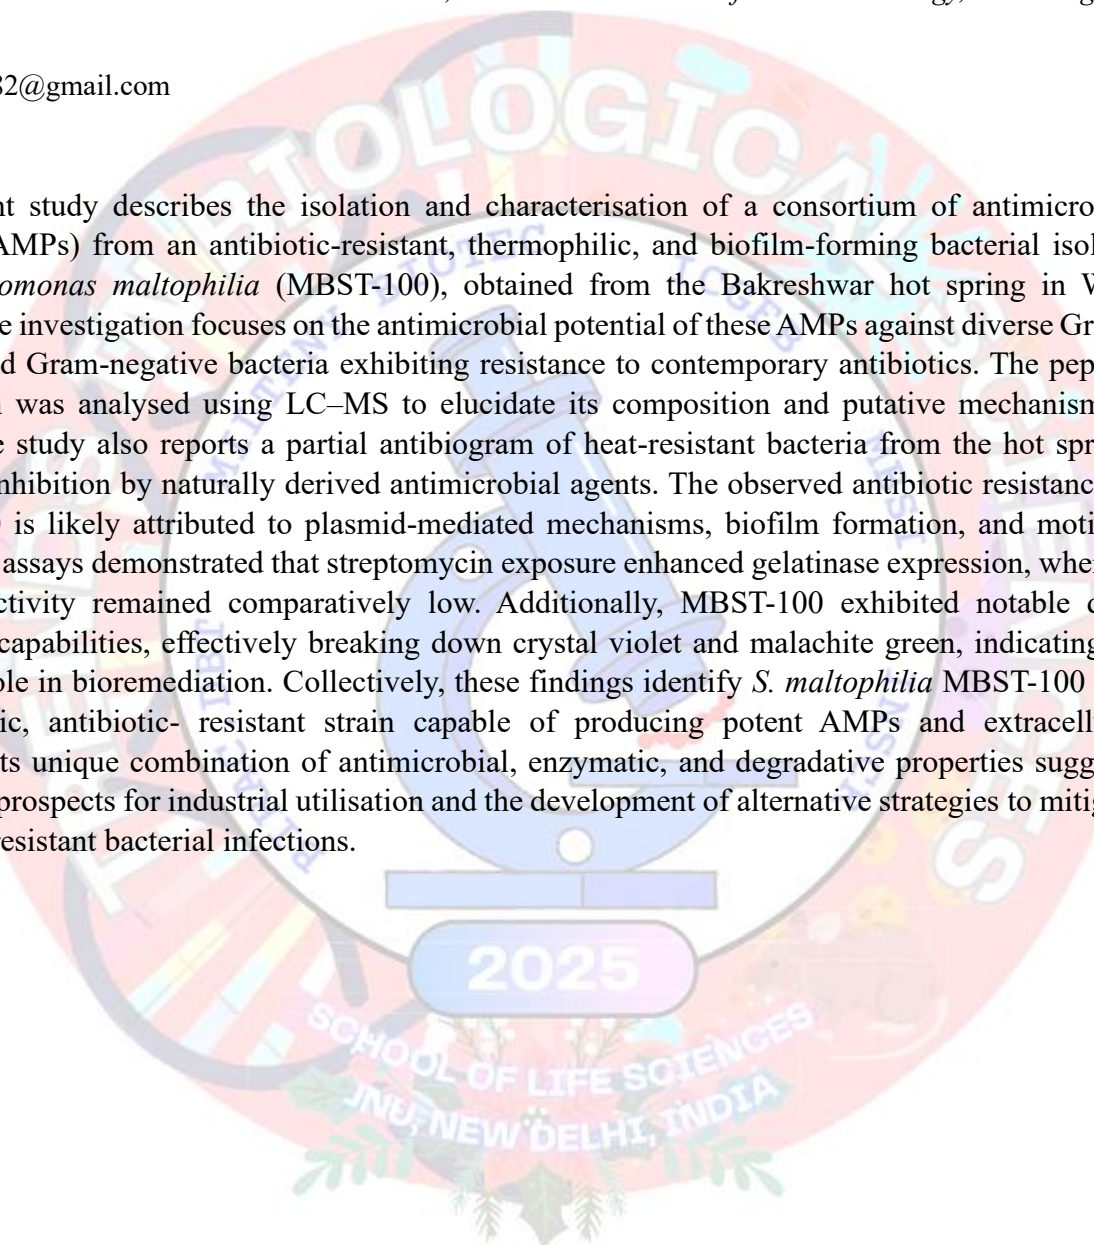 82@gmail.com
nt study describes the isolation and characterisation of a consortium of antimicro
AMPs) from an antibiotic-resistant, thermophilic, and biofilm-forming bacterial isol
omonas maltophilia (MBST-100), obtained from the Bakreshwar hot spring in W
e investigation focuses on the antimicrobial potential of these AMPs against diverse Gr
d Gram-negative bacteria exhibiting resistance to contemporary antibiotics. The pep
n was analysed using LC–MS to elucidate its composition and putative mechanism
e study also reports a partial antibiogram of heat-resistant bacteria from the hot spr
nhibition by naturally derived antimicrobial agents. The observed antibiotic resistance
) is likely attributed to plasmid-mediated mechanisms, biofilm formation, and moti
assays demonstrated that streptomycin exposure enhanced gelatinase expression, wher
ctivity remained comparatively low. Additionally, MBST-100 exhibited notable d
capabilities, effectively breaking down crystal violet and malachite green, indicating
ole in bioremediation. Collectively, these findings identify S. maltophilia MBST-100
ic, antibiotic- resistant strain capable of producing potent AMPs and extracell
ts unique combination of antimicrobial, enzymatic, and degradative properties sugg
prospects for industrial utilisation and the development of alternative strategies to mitig
resistant bacterial infections.
TRENDS IN BIOLOGICAL SCIENCES
2025
SCHOOL OF LIFE SCIENCES
JNU, NEW DELHI, INDIA